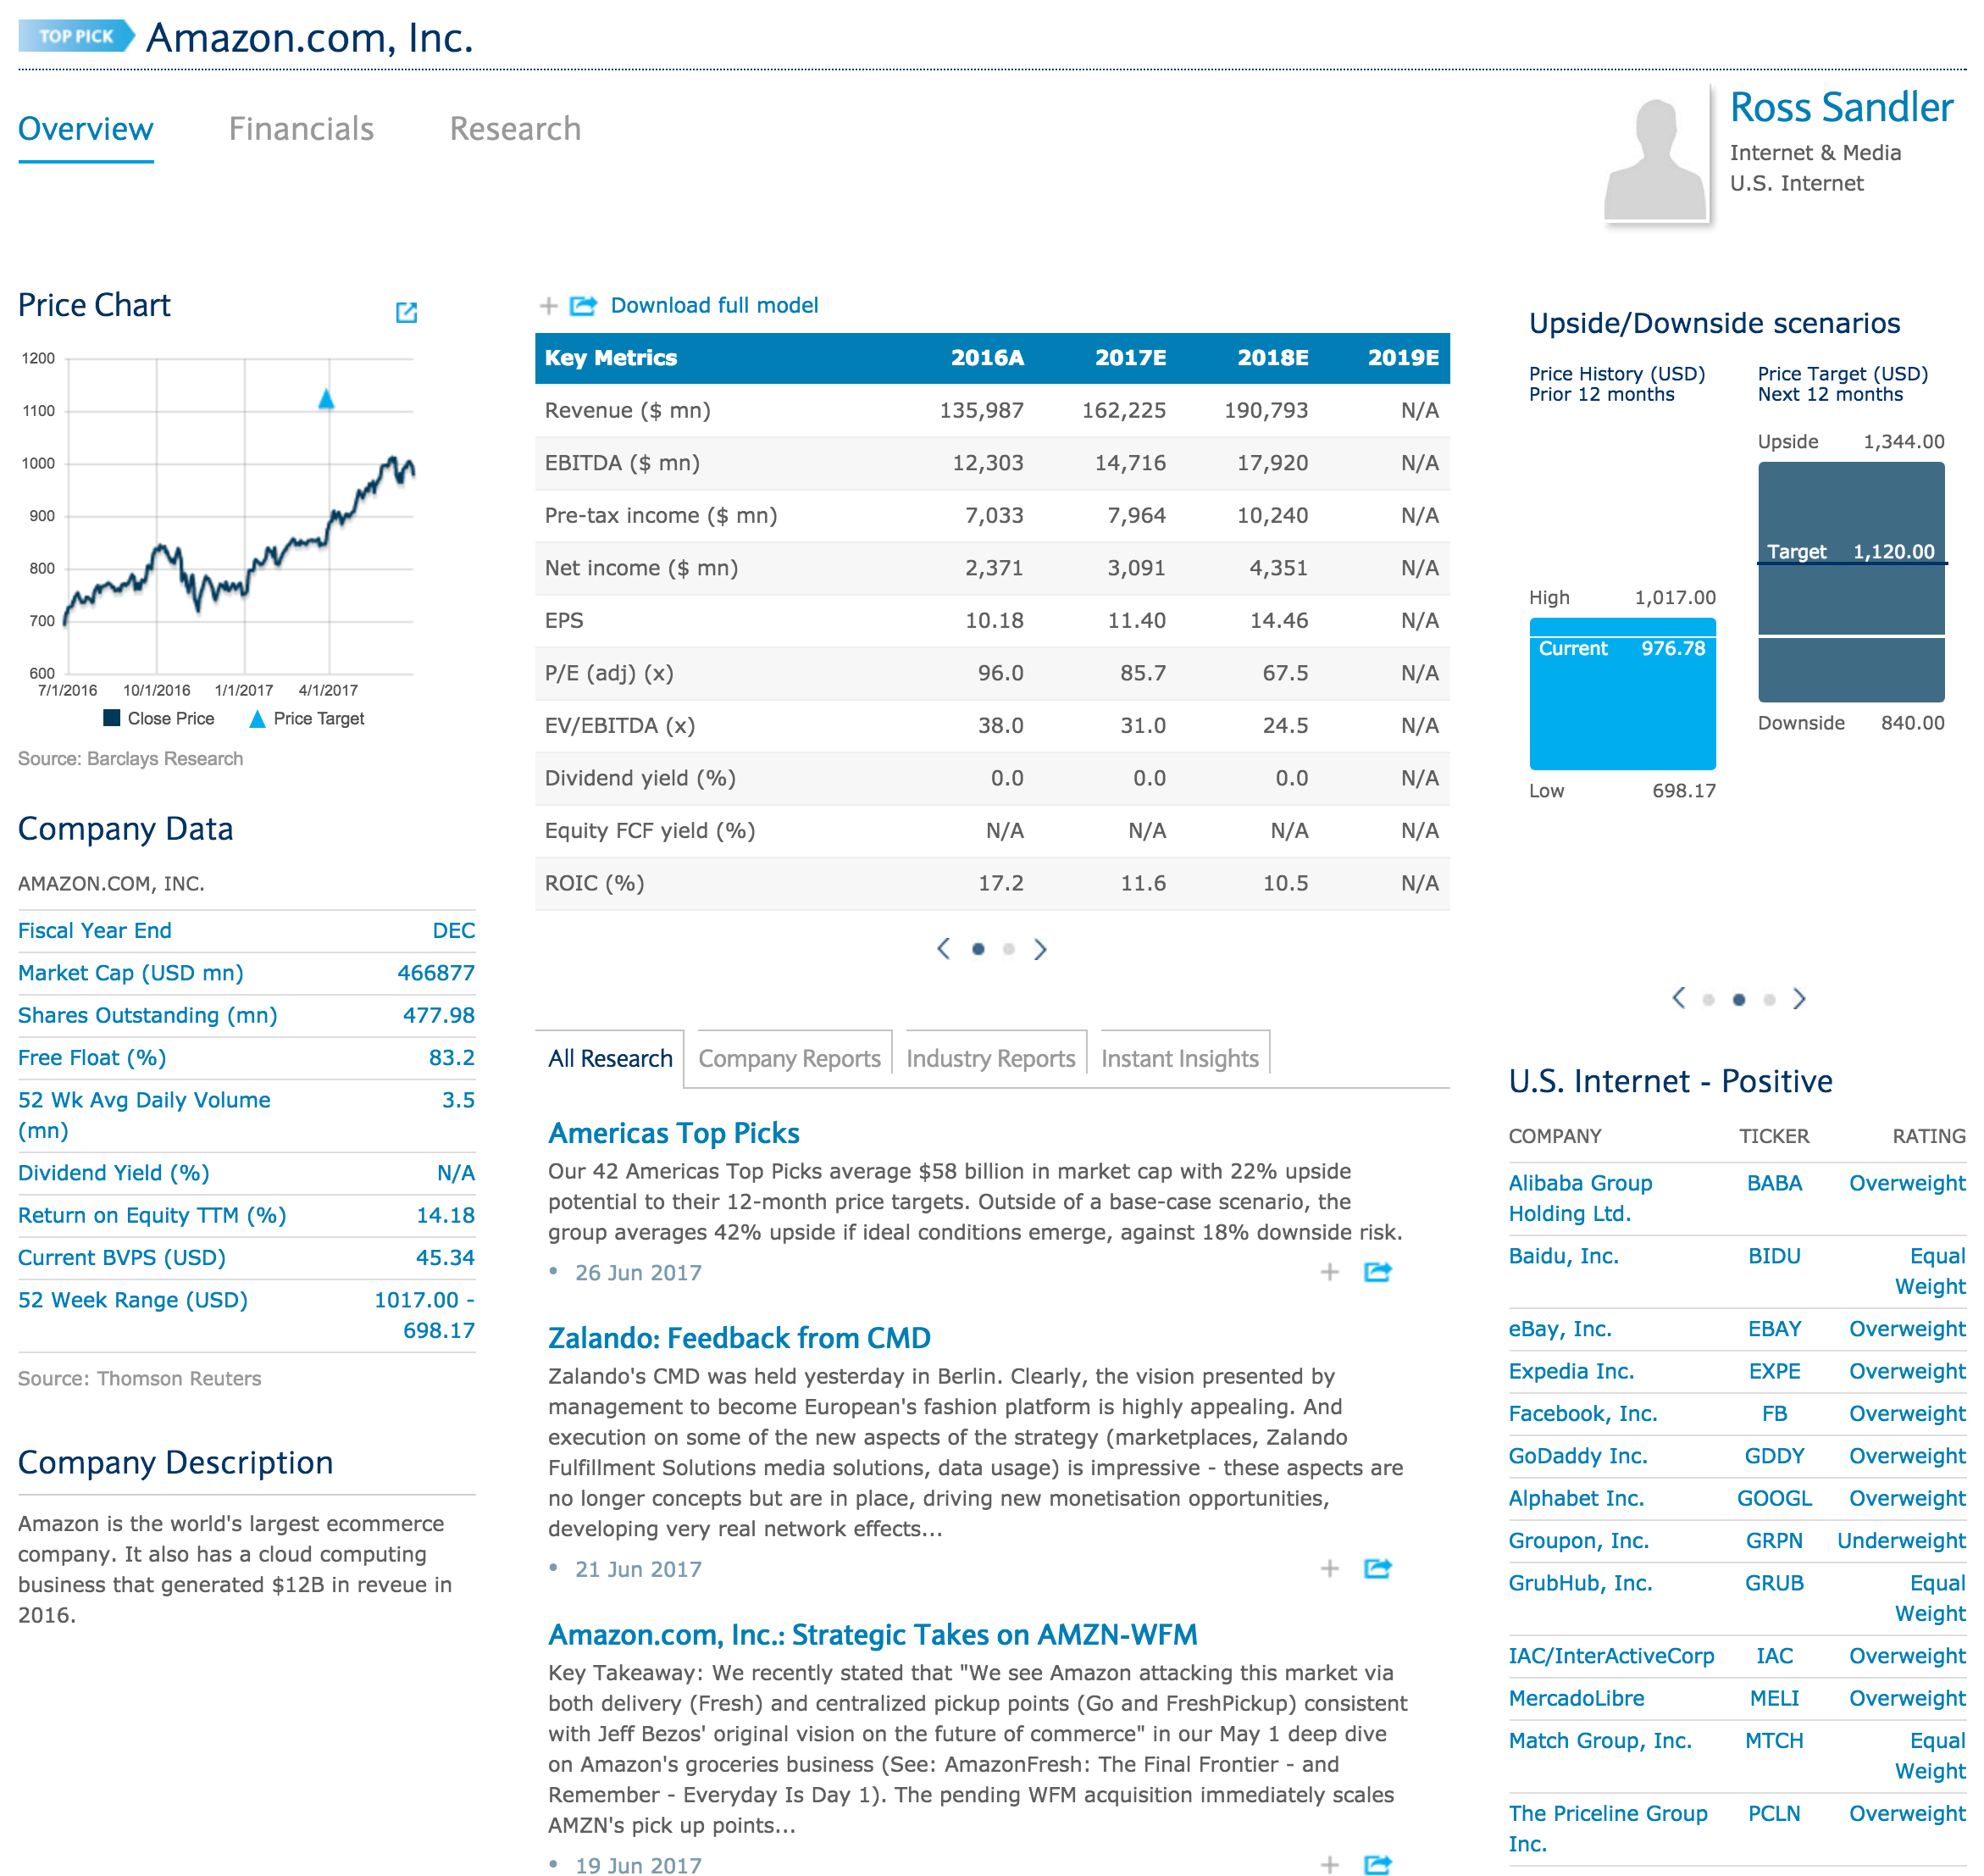 TOP PICK Amazon.com, Inc.
Overview Financials Research
Ross Sandler
Internet & Media
U.S. Internet
Price Chart
1200
1100
1000
900
800
700
600
7/1/2016 10/1/2016 1/1/2017 4/1/2017
Close Price Price Target
Source: Barclays Research
Company Data
AMAZON.COM, INC.
Fiscal Year End DEC
Market Cap (USD mn) 466877
Shares Outstanding (mn) 477.98
Free Float (%) 83.2
52 Wk Avg Daily Volume 3.5
(mn)
Dividend Yield (%) N/A
Return on Equity TTM (%) 14.18
Current BVPS (USD) 45.34
52 Week Range (USD) 1017.00 -
698.17
Source: Thomson Reuters
Company Description
Amazon is the world's largest ecommerce
company. It also has a cloud computing
business that generated $12B in reveue in
2016.
Download full model
Key Metrics 2016A 2017E 2018E 2019E
Revenue ($ mn) 135,987 162,225 190,793 N/A
EBITDA ($ mn) 12,303 14,716 17,920 N/A
Pre-tax income ($ mn) 7,033 7,964 10,240 N/A
Net income ($ mn) 2,371 3,091 4,351 N/A
EPS 10.18 11.40 14.46 N/A
P/E (adj) (x) 96.0 85.7 67.5 N/A
EV/EBITDA (x) 38.0 31.0 24.5 N/A
Dividend yield (%) 0.0 0.0 0.0 N/A
Equity FCF yield (%) N/A N/A N/A N/A
ROIC (%) 17.2 11.6 10.5 N/A
All Research Company Reports Industry Reports Instant Insights
Americas Top Picks
Our 42 Americas Top Picks average $58 billion in market cap with 22% upside
potential to their 12-month price targets. Outside of a base-case scenario, the
group averages 42% upside if ideal conditions emerge, against 18% downside risk.
• 26 Jun 2017
Zalando: Feedback from CMD
Zalando's CMD was held yesterday in Berlin. Clearly, the vision presented by
management to become European's fashion platform is highly appealing. And
execution on some of the new aspects of the strategy (marketplaces, Zalando
Fulfillment Solutions media solutions, data usage) is impressive - these aspects are
no longer concepts but are in place, driving new monetisation opportunities,
developing very real network effects...
• 21 Jun 2017
Amazon.com, Inc.: Strategic Takes on AMZN-WFM
Key Takeaway: We recently stated that "We see Amazon attacking this market via
both delivery (Fresh) and centralized pickup points (Go and FreshPickup) consistent
with Jeff Bezos' original vision on the future of commerce" in our May 1 deep dive
on Amazon's groceries business (See: AmazonFresh: The Final Frontier - and
Remember - Everyday Is Day 1). The pending WFM acquisition immediately scales
AMZN's pick up points...
• 19 Jun 2017
Upside/Downside scenarios
Price History (USD) Price Target (USD)
Prior 12 months Next 12 months
Upside 1,344.00
Target 1,120.00
High 1,017.00
Current 976.78
Downside 840.00
Low 698.17
U.S. Internet - Positive
COMPANY TICKER RATING
Alibaba Group BABA Overweight
Holding Ltd.
Baidu, Inc. BIDU Equal
Weight
eBay, Inc. EBAY Overweight
Expedia Inc. EXPE Overweight
Facebook, Inc. FB Overweight
GoDaddy Inc. GDDY Overweight
Alphabet Inc. GOOGL Overweight
Groupon, Inc. GRPN Underweight
GrubHub, Inc. GRUB Equal
Weight
IAC/InterActiveCorp IAC Overweight
MercadoLibre MELI Overweight
Match Group, Inc. MTCH Equal
Weight
The Priceline Group PCLN Overweight
Inc.